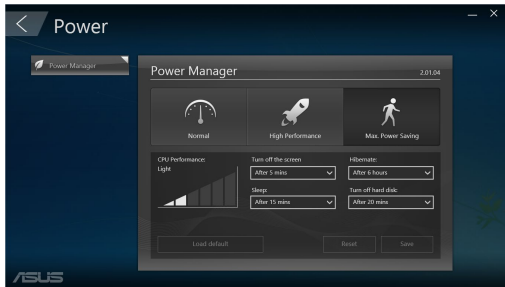 Power
Power Manager
Power Manager
2.01.04
Normal
High Performance
Max. Power Saving
CPU Performance:
Light
Turn off the screen
After 5 mins
Hibernate:
After 6 hours
Sleep:
After 15 mins
Turn off hard disk:
After 20 mins
Load default
Reset
Save
ASUS